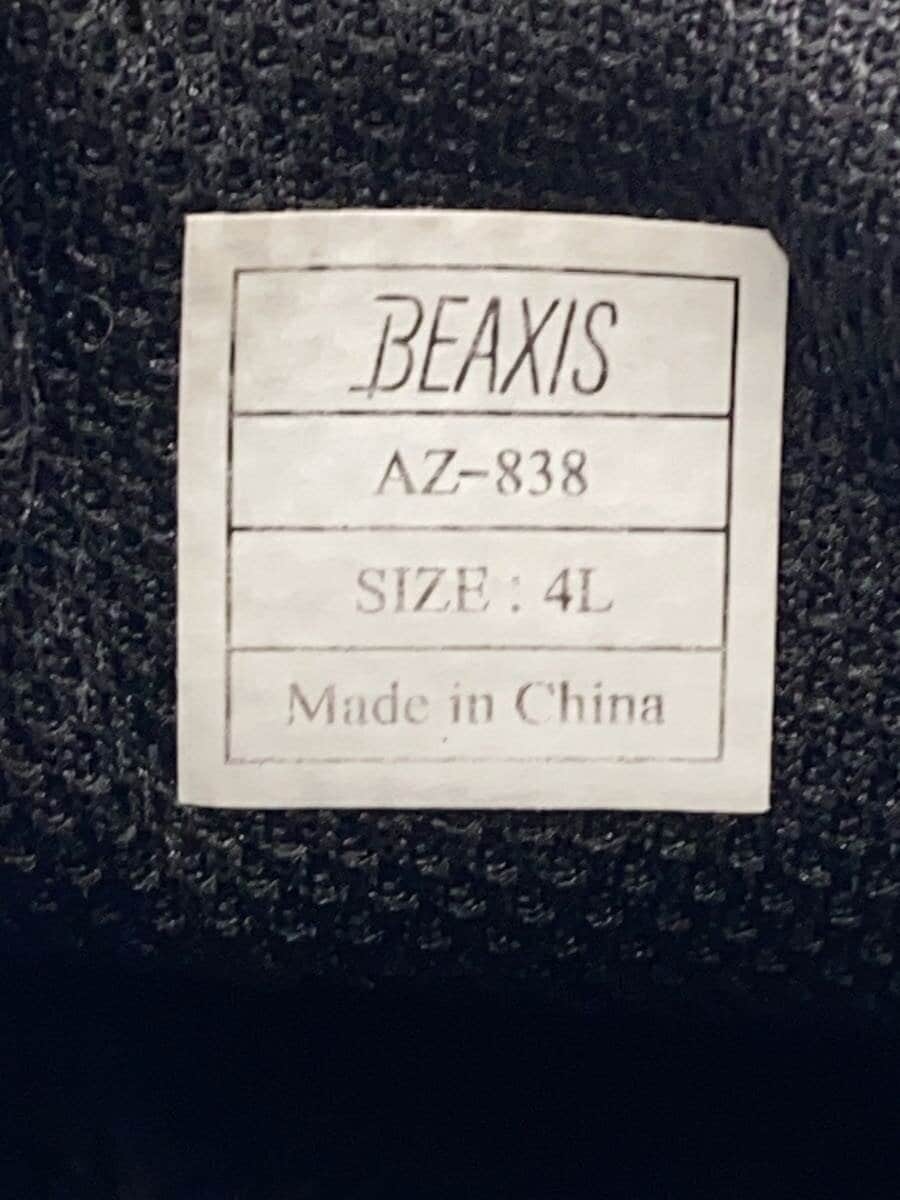 BEAXIS
AZ-838
SIZE : 4L
Made in China